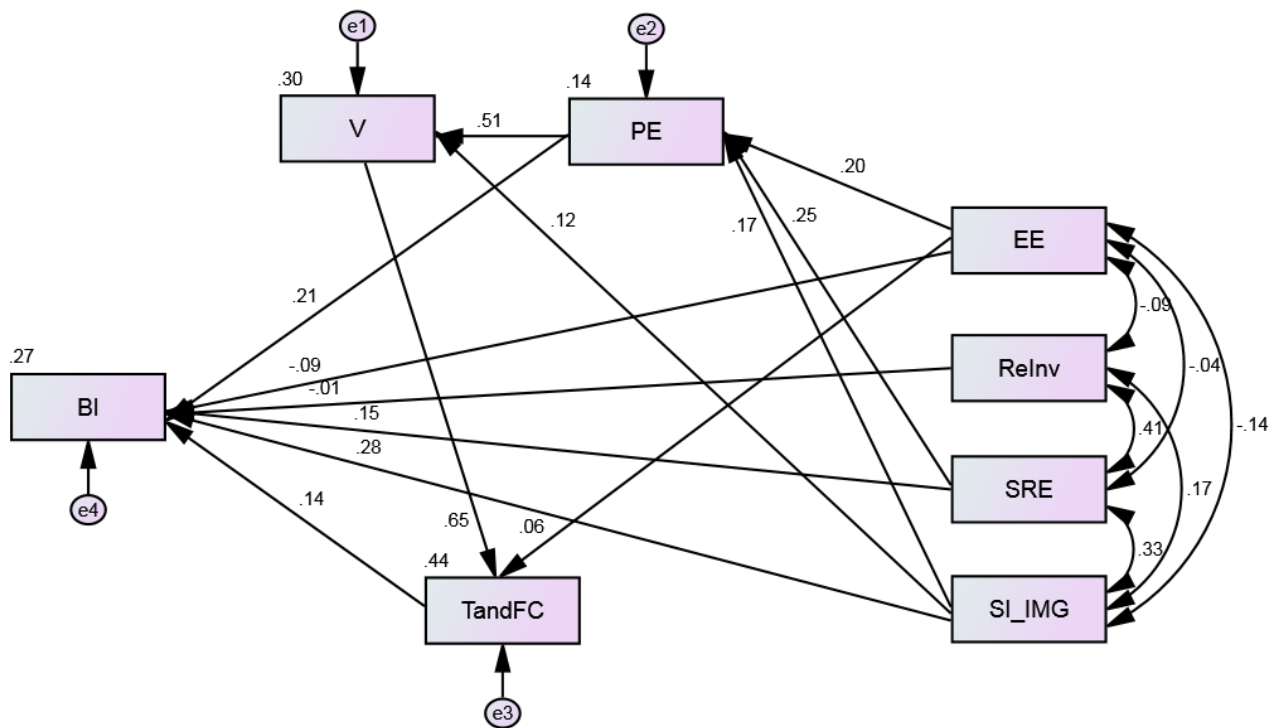 e1
e2
.30
.14
V
.51
PE
.20
.12
.17
.25
EE
.21
-.09
.27
-.09
-.01
ReInv
-.04
BI
.15
.41
-.14
.28
SRE
.17
e4
.14
.65
.06
.33
.44
TandFC
SI_IMG
e3